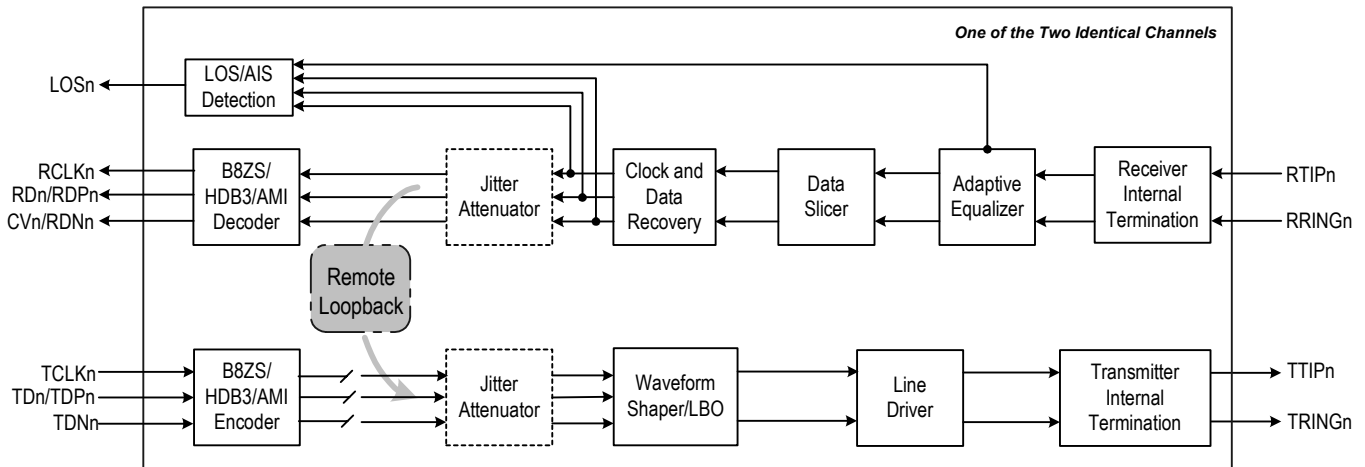 One of the Two Identical Channels
LOSn
LOS/AIS
Detection
RCLKn
RDn/RDPn
CVn/RDNn
B8ZS/
HDB3/AMI
Decoder
Jitter
Attenuator
Clock and
Data
Recovery
Data
Slicer
Adaptive
Equalizer
Receiver
Internal
Termination
RTIPn
RRINGn
Remote
Loopback
TCLKn
TDn/TDPn
TDNn
B8ZS/
HDB3/AMI
Encoder
Jitter
Attenuator
Waveform
Shaper/LBO
Line
Driver
Transmitter
Internal
Termination
TTIPn
TRINGn